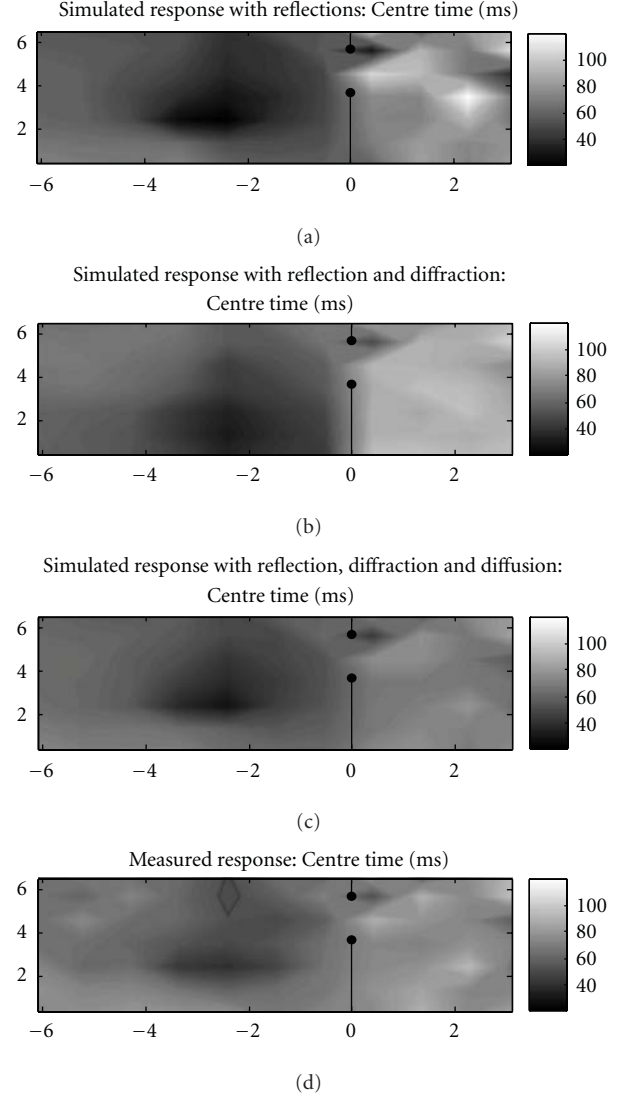 Simulated response with reflections: Centre time (ms)
6
4
2
−6 −4 −2 0 2
100
80
60
40
(a)
Simulated response with reflection and diffraction:
Centre time (ms)
6
4
2
−6 −4 −2 0 2
100
80
60
40
(b)
Simulated response with reflection, diffraction and diffusion:
Centre time (ms)
6
4
2
−6 −4 −2 0 2
100
80
60
40
(c)
Measured response: Centre time (ms)
6
4
2
−6 −4 −2 0 2
100
80
60
40
(d)